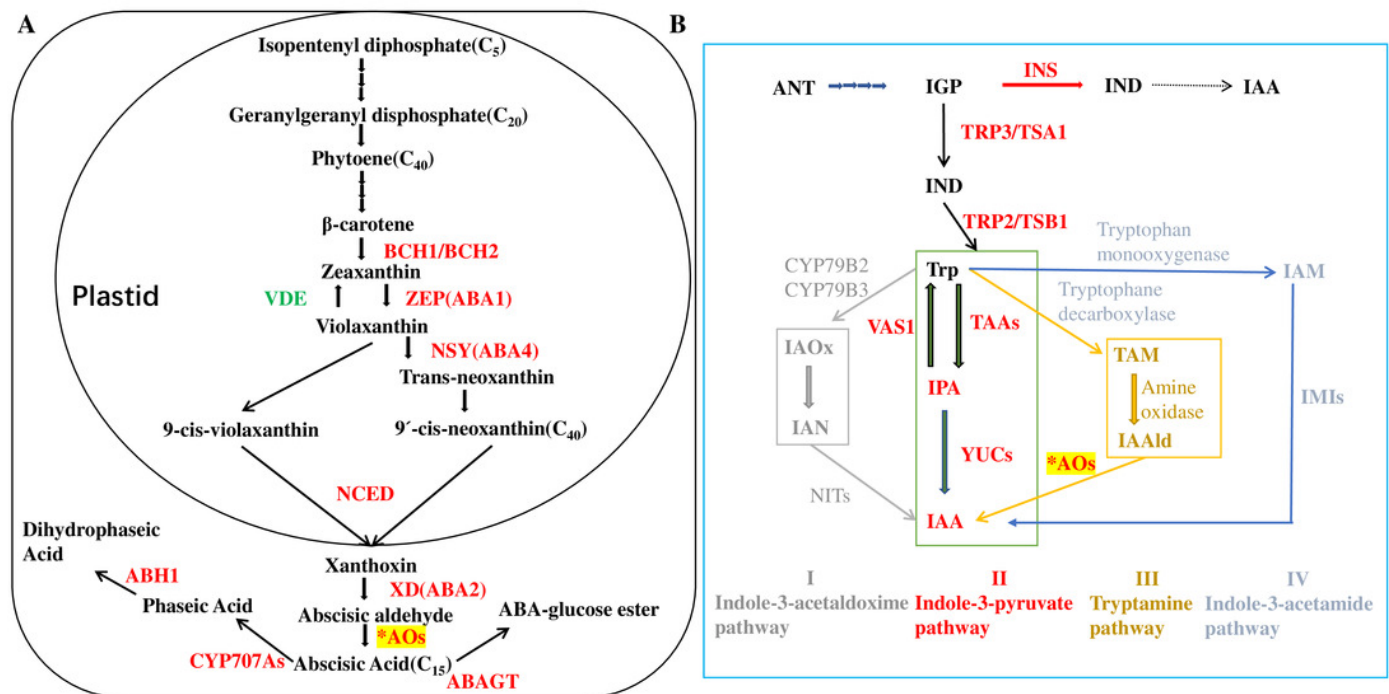 A
Isopentenyl diphosphate(C5)
Geranylgeranyl disphosphate(C20)
Phytoene(C40)
β-carotene
BCH1/BCH2
Zeaxanthin
Plastid
VDE
ZEP(ABA1)
Violaxanthin
NSY(ABA4)
Trans-neoxanthin
9-cis-violaxanthin
9´-cis-neoxanthin(C40)
NCED
Dihydrophaseic
Acid
Xanthoxin
ABH1
XD(ABA2)
Phaseic Acid
Abscisic aldehyde
ABA-glucose ester
*AOs
CYP707As
Abscisic Acid(C15)
ABAGT
B
ANT
IGP
INS
IND
IAA
TRP3/TSA1
IND
TRP2/TSB1
CYP79B2
CYP79B3
Trp
Tryptophan
monooxygenase
IAM
Tryptophane
decarboxylase
VAS1
TAAs
IAOx
TAM
IPA
Amine
oxidase
IMIs
IAN
IAAld
YUCs
*AOs
NITs
IAA
I
Indole-3-acetaldoxime
pathway
II
Indole-3-pyruvate
pathway
III
Tryptamine
pathway
IV
Indole-3-acetamide
pathway